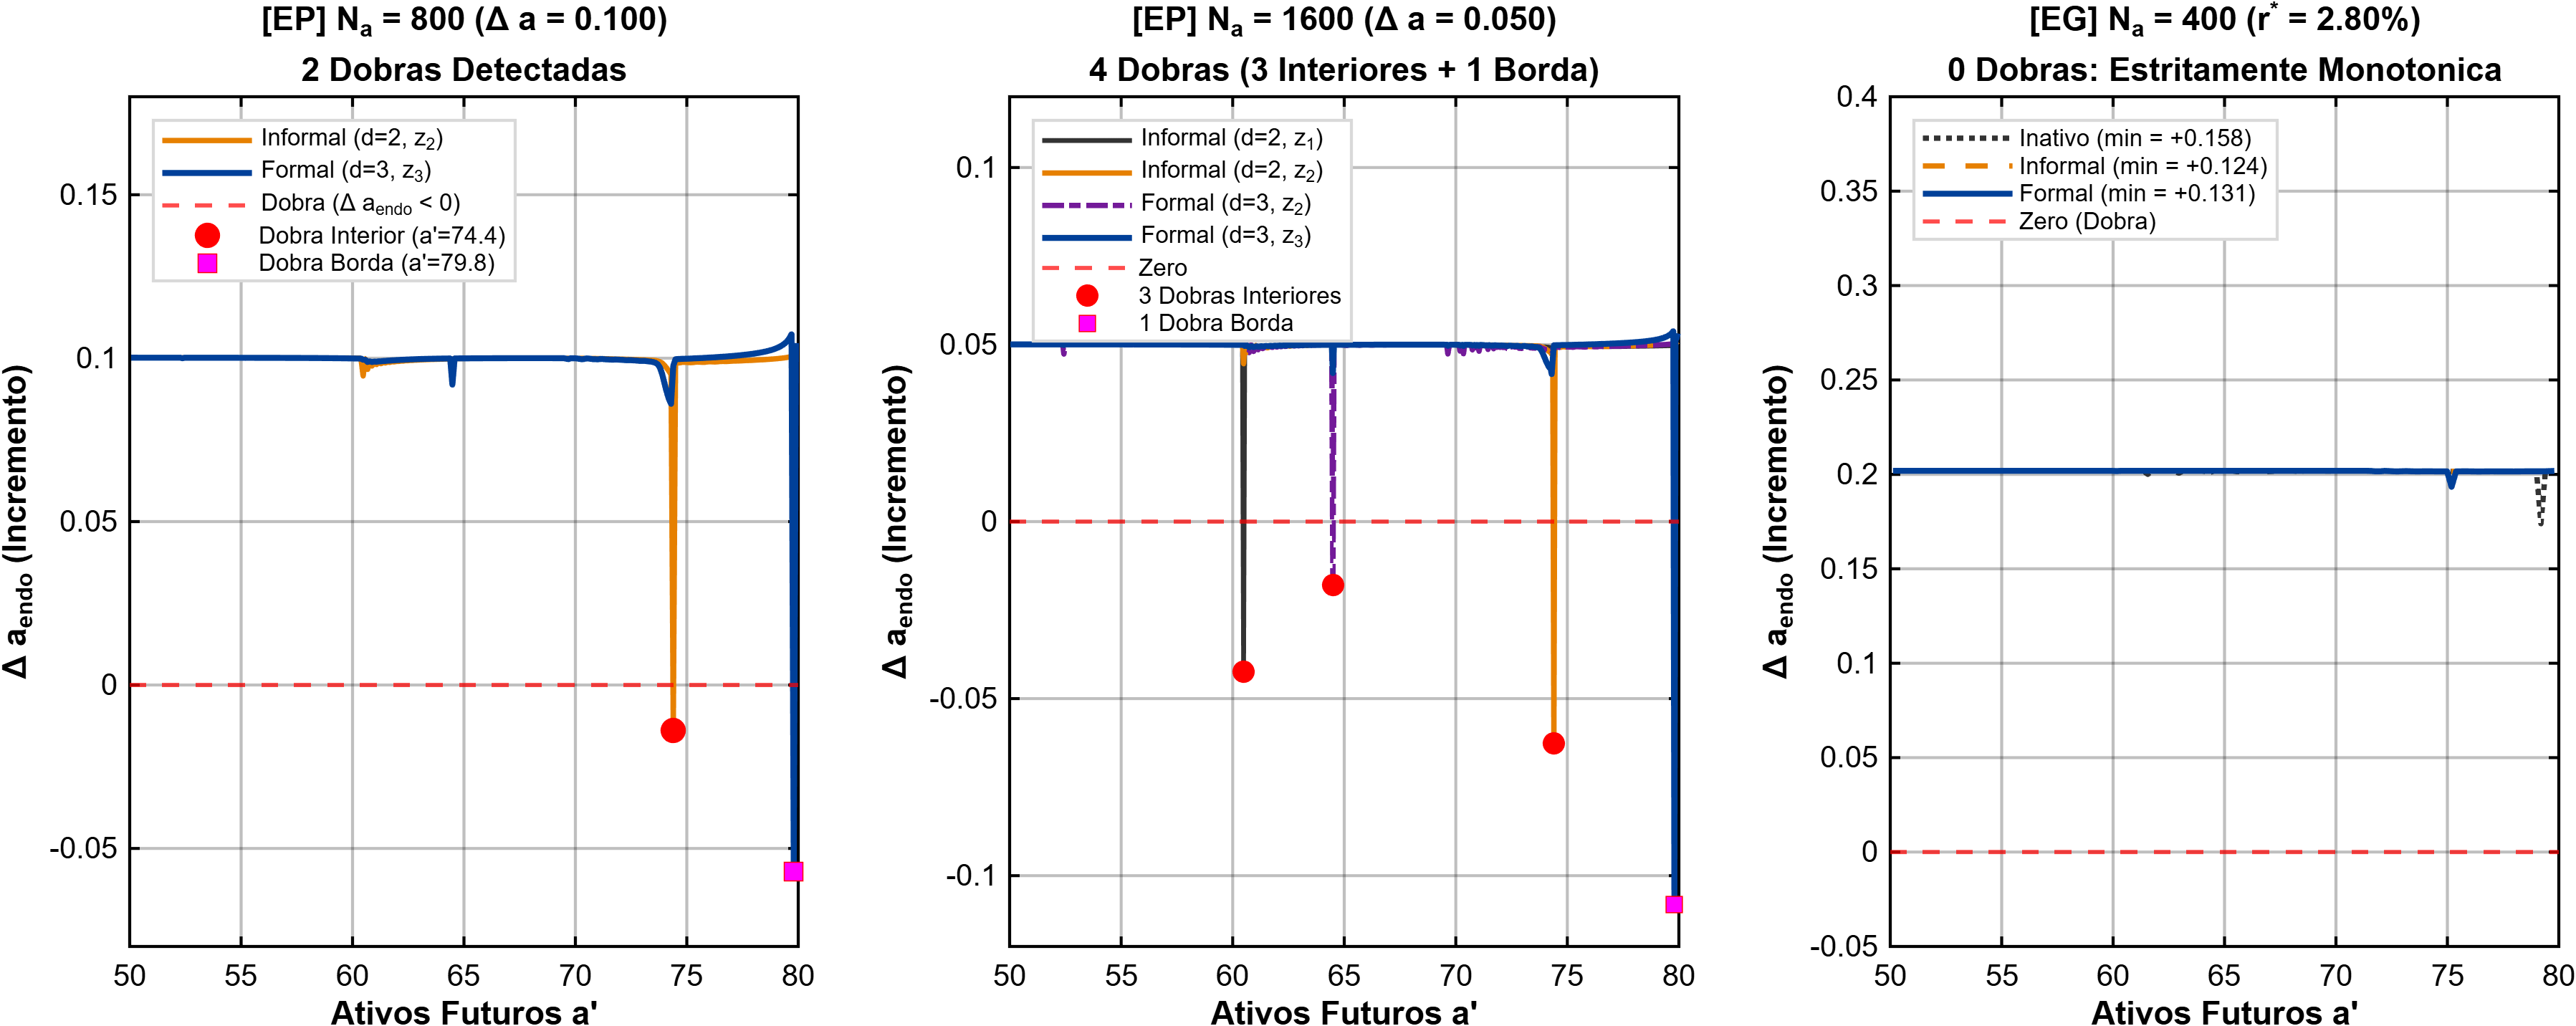 [EP] Nₐ = 800 (Δ a = 0.100)
2 Dobras Detectadas
Informal (d=2, z₂)
Formal (d=3, z₃)
Dobra (Δ a_endo < 0)
Dobra Interior (a'=74.4)
Dobra Borda (a'=79.8)
0.15
0.1
0.05
0
-0.05
50 55 60 65 70 75 80
Δ a_endo (Incremento)
Ativos Futuros a'
[EP] Nₐ = 1600 (Δ a = 0.050)
4 Dobras (3 Interiores + 1 Borda)
Informal (d=2, z₁)
Informal (d=2, z₂)
Formal (d=3, z₂)
Formal (d=3, z₃)
Zero
3 Dobras Interiores
1 Dobra Borda
0.1
0.05
0
-0.05
-0.1
50 55 60 65 70 75 80
Δ a_endo (Incremento)
Ativos Futuros a'
[EG] Nₐ = 400 (r* = 2.80%)
0 Dobras: Estritamente Monotonica
Inativo (min = +0.158)
Informal (min = +0.124)
Formal (min = +0.131)
Zero (Dobra)
0.4
0.35
0.3
0.25
0.2
0.15
0.1
0.05
0
-0.05
50 55 60 65 70 75 80
Δ a_endo (Incremento)
Ativos Futuros a'